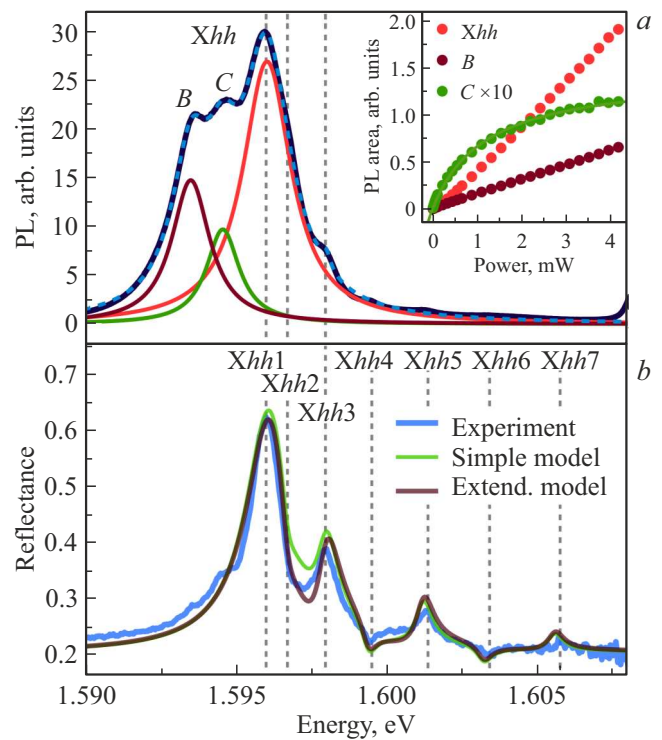 a
30
25
20
15
10
5
0
PL, arb. units
Xhh
B
C
2.0
1.5
1.0
0.5
0
PL area, arb. units
Xhh
B
C ×10
0 1 2 3 4
Power, mW
b
Xhh1
Xhh2
Xhh3
Xhh4
Xhh5
Xhh6
Xhh7
0.7
0.6
0.5
0.4
0.3
0.2
Reflectance
Experiment
Simple model
Extend. model
1.590 1.595 1.600 1.605
Energy, eV